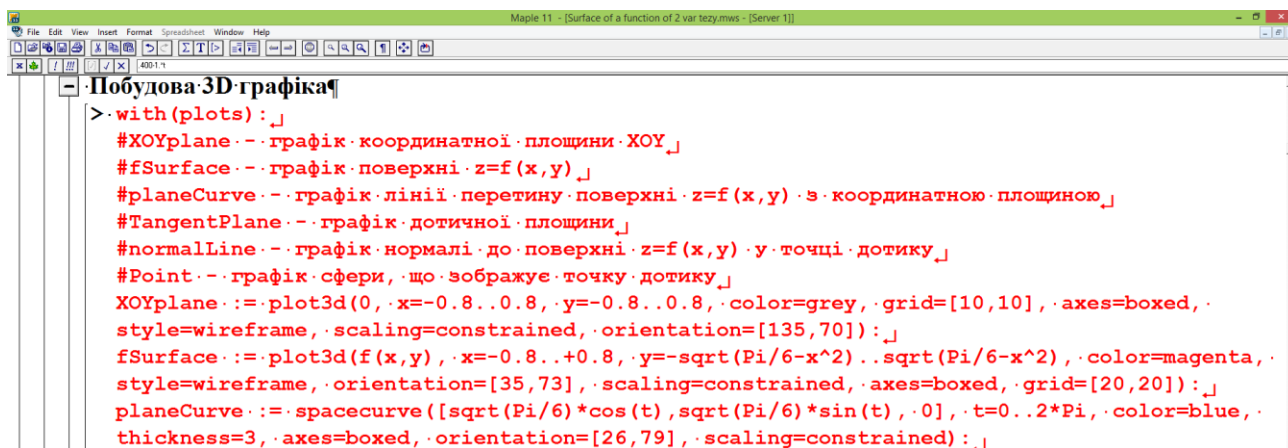 Maple 11 - [Surface of a function of 2 var tezy.mws - [Server 1]]
File Edit View Insert Format Spreadsheet Window Help
400-1.*t
Побудова 3D графіка
> with(plots):
#XOYplane - графік координатної площини XOY
#fSurface - графік поверхні z=f(x,y)
#planeCurve - графік лінії перетину поверхні z=f(x,y) з координатною площиною
#TangentPlane - графік дотичної площини
#normalLine - графік нормалі до поверхні z=f(x,y) у точці дотику
#Point - графік сфери, що зображує точку дотику
XOYplane := plot3d(0, x=-0.8..0.8, y=-0.8..0.8, color=grey, grid=[10,10], axes=boxed,
style=wireframe, scaling=constrained, orientation=[135,70]):
fSurface := plot3d(f(x,y), x=-0.8..+0.8, y=-sqrt(Pi/6-x^2)..sqrt(Pi/6-x^2), color=magenta,
style=wireframe, orientation=[35,73], scaling=constrained, axes=boxed, grid=[20,20]):
planeCurve := spacecurve([sqrt(Pi/6)*cos(t),sqrt(Pi/6)*sin(t), 0], t=0..2*Pi, color=blue,
thickness=3, axes=boxed, orientation=[26,79], scaling=constrained):